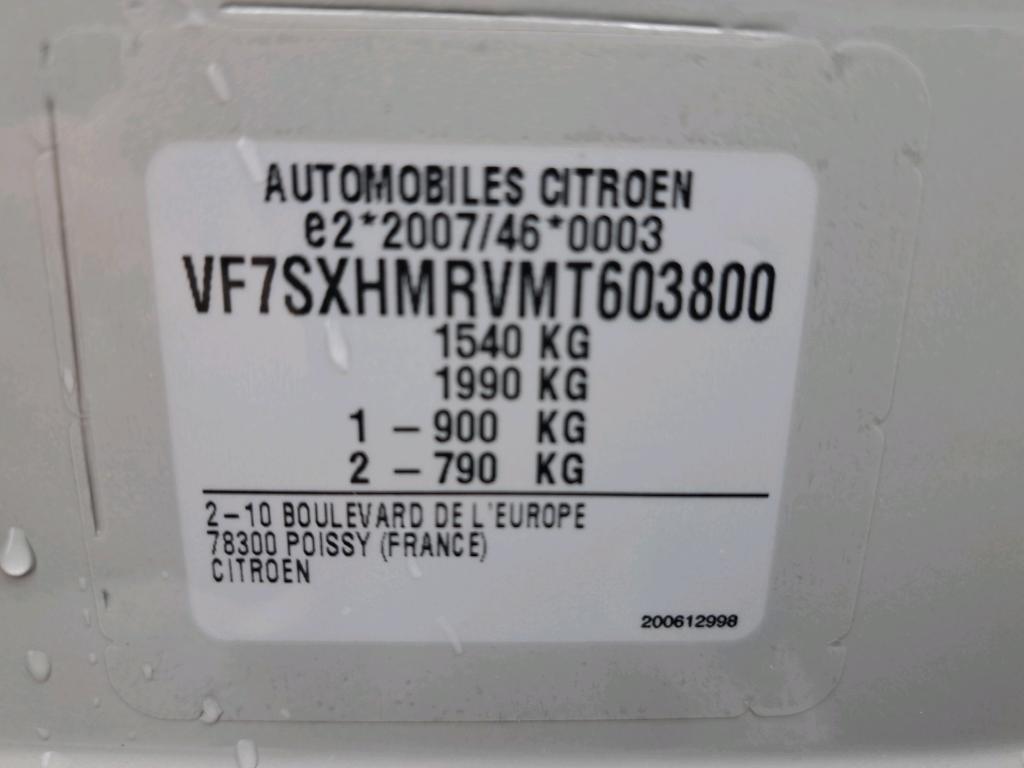 AUTOMOBILES CITROEN
e2*2007/46*0003
VF7SXHMRVMT603800
1540 KG
1990 KG
1 – 900 KG
2 – 790 KG
2–10 BOULEVARD DE L'EUROPE
78300 POISSY (FRANCE)
CITROEN
200612998